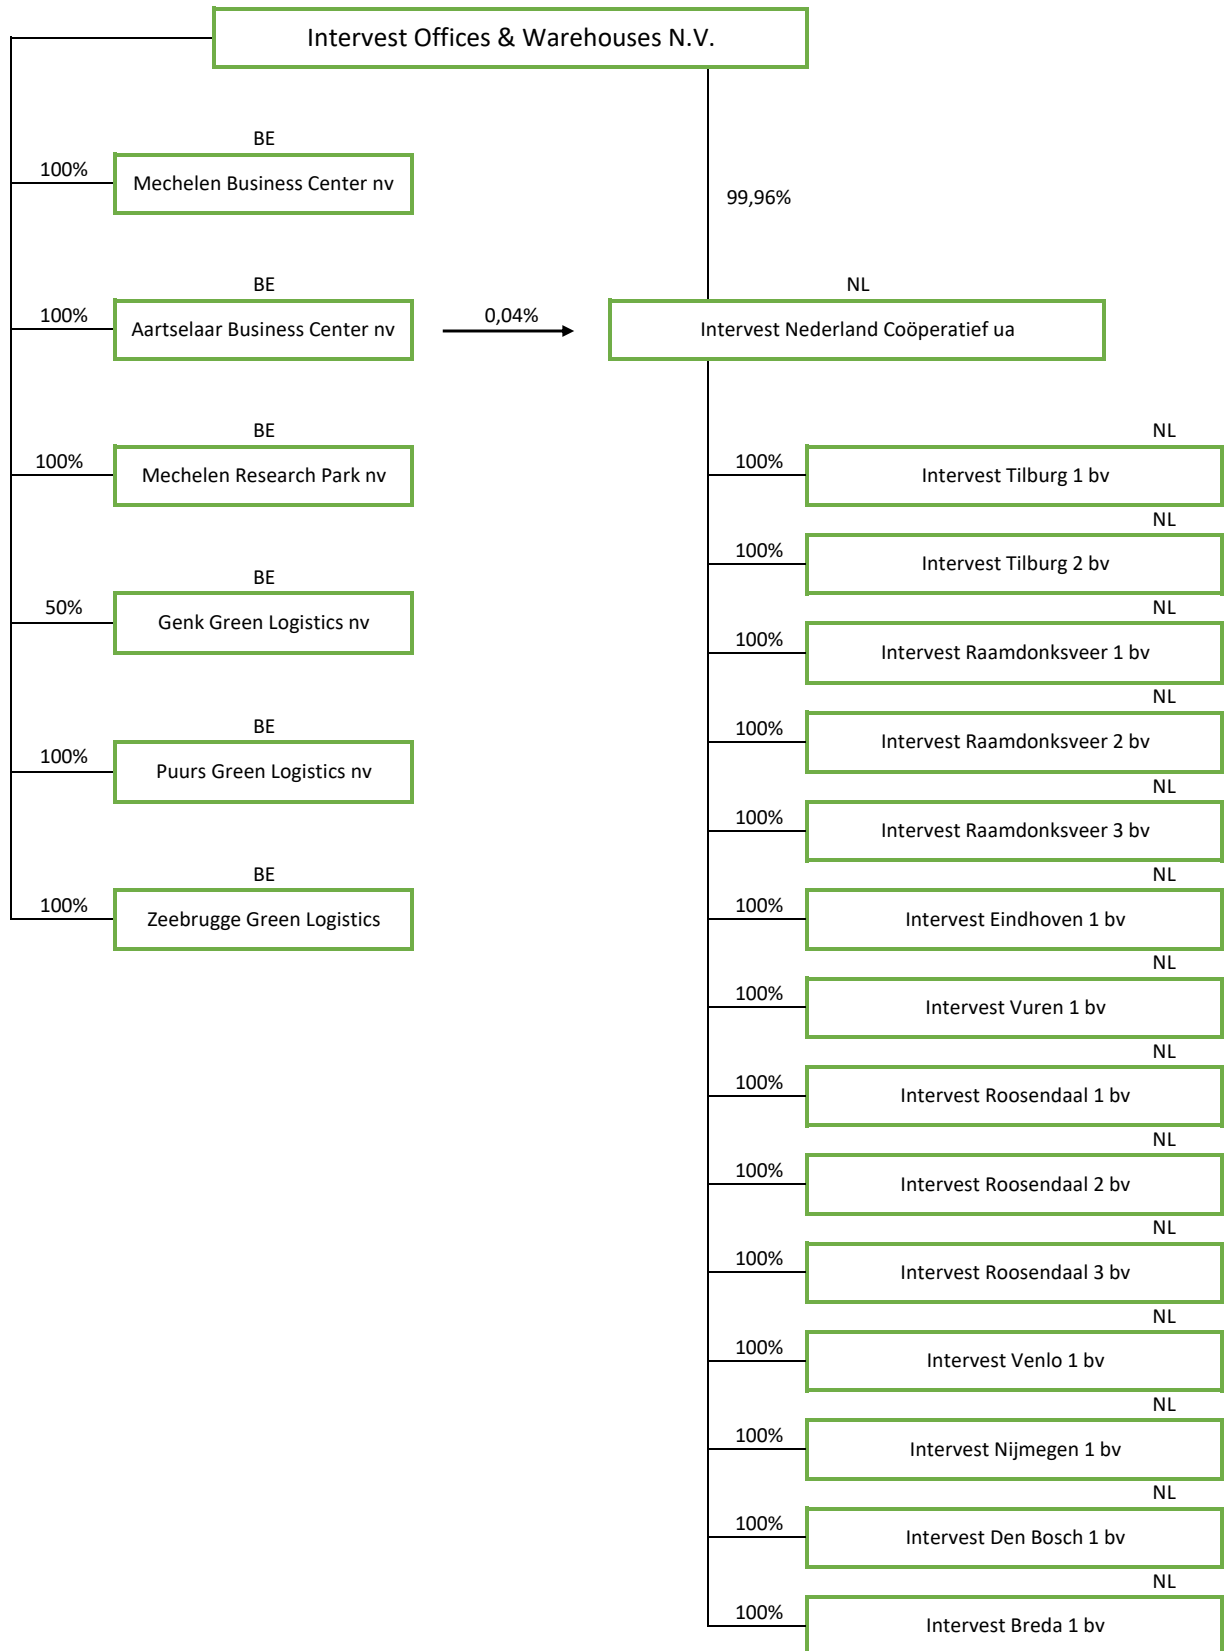 Intervest Offices & Warehouses N.V.
BE
100%
Mechelen Business Center nv
99,96%
BE
NL
100%
Aartselaar Business Center nv
0,04%
Intervest Nederland Coöperatief ua
BE
100%
Mechelen Research Park nv
BE
50%
Genk Green Logistics nv
BE
100%
Puurs Green Logistics nv
BE
100%
Zeebrugge Green Logistics
NL
100%
Intervest Tilburg 1 bv
NL
100%
Intervest Tilburg 2 bv
NL
100%
Intervest Raamdonksveer 1 bv
NL
100%
Intervest Raamdonksveer 2 bv
NL
100%
Intervest Raamdonksveer 3 bv
NL
100%
Intervest Eindhoven 1 bv
NL
100%
Intervest Vuren 1 bv
NL
100%
Intervest Roosendaal 1 bv
NL
100%
Intervest Roosendaal 2 bv
NL
100%
Intervest Roosendaal 3 bv
NL
100%
Intervest Venlo 1 bv
NL
100%
Intervest Nijmegen 1 bv
NL
100%
Intervest Den Bosch 1 bv
NL
100%
Intervest Breda 1 bv